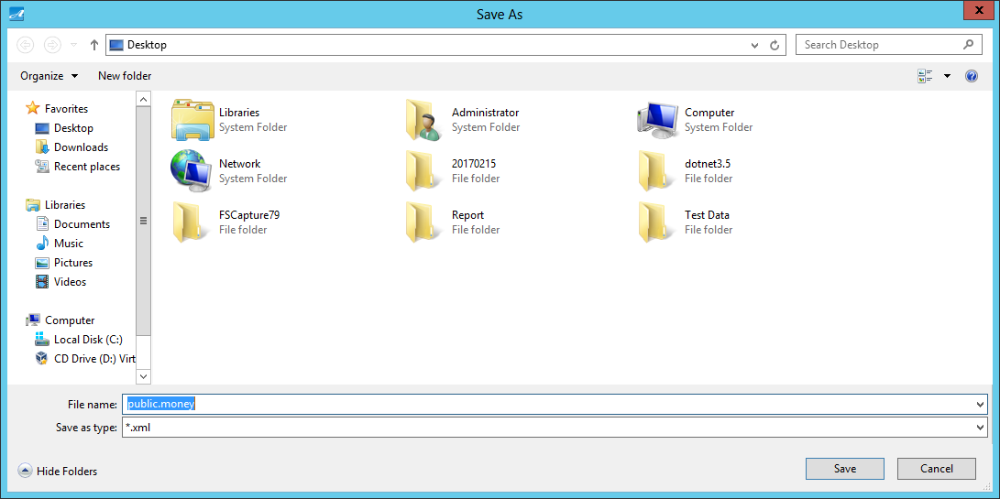 Save As
Desktop
Search Desktop
Organize
New folder
Favorites
Desktop
Downloads
Recent places
Libraries
Documents
Music
Pictures
Videos
Computer
Local Disk (C:)
CD Drive (D:) Virt
Libraries
System Folder
Administrator
System Folder
Computer
System Folder
Network
System Folder
20170215
File folder
dotnet3.5
File folder
FSCapture79
File folder
Report
File folder
Test Data
File folder
File name: public.money
Save as type: *.xml
Hide Folders
Save
Cancel